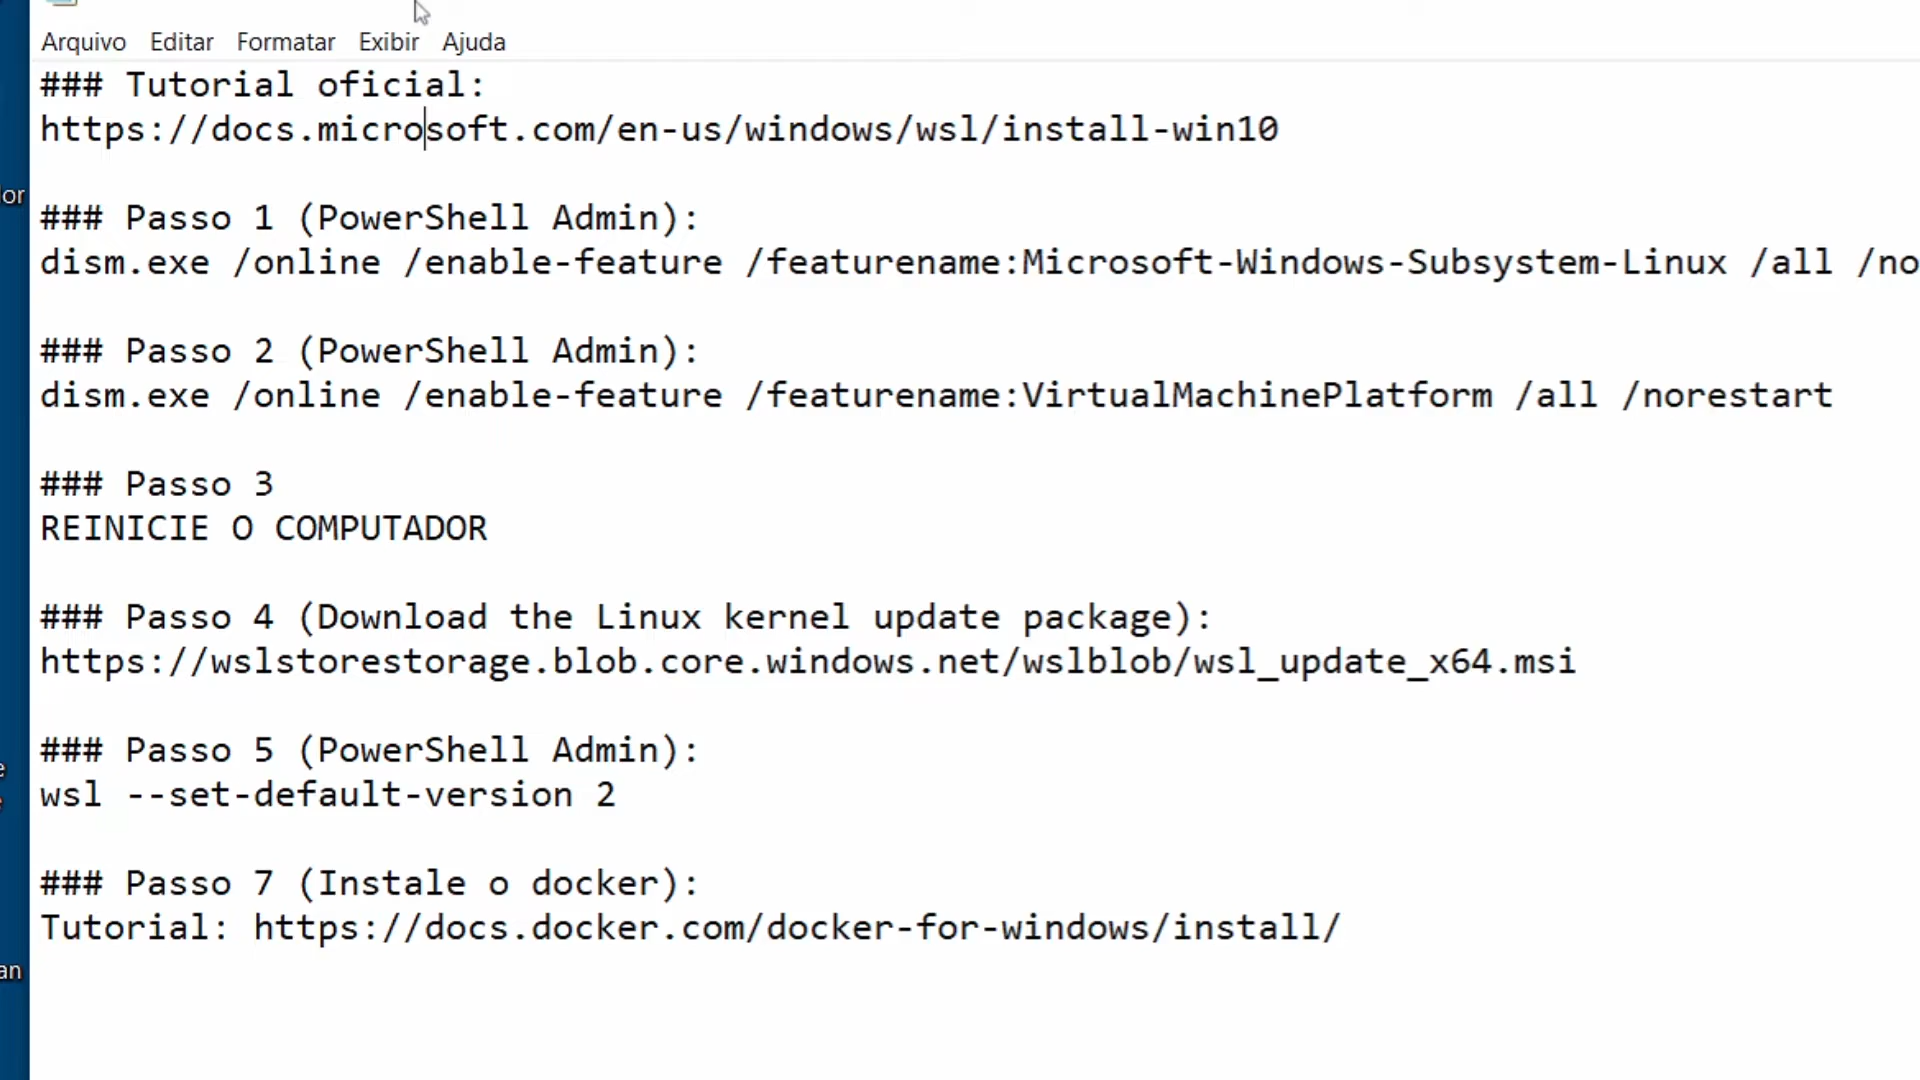 Arquivo Editar Formatar Exibir Ajuda
### Tutorial oficial:
https://docs.microsoft.com/en-us/windows/wsl/install-win10
lor
### Passo 1 (PowerShell Admin):
dism.exe /online /enable-feature /featurename:Microsoft-Windows-Subsystem-Linux /all /no
### Passo 2 (PowerShell Admin):
dism.exe /online /enable-feature /featurename:VirtualMachinePlatform /all /norestart
### Passo 3
REINICIE O COMPUTADOR
### Passo 4 (Download the Linux kernel update package):
https://wslstorestorage.blob.core.windows.net/wslblob/wsl_update_x64.msi
### Passo 5 (PowerShell Admin):
e
wsl --set-default-version 2
### Passo 7 (Instale o docker):
Tutorial: https://docs.docker.com/docker-for-windows/install/
an